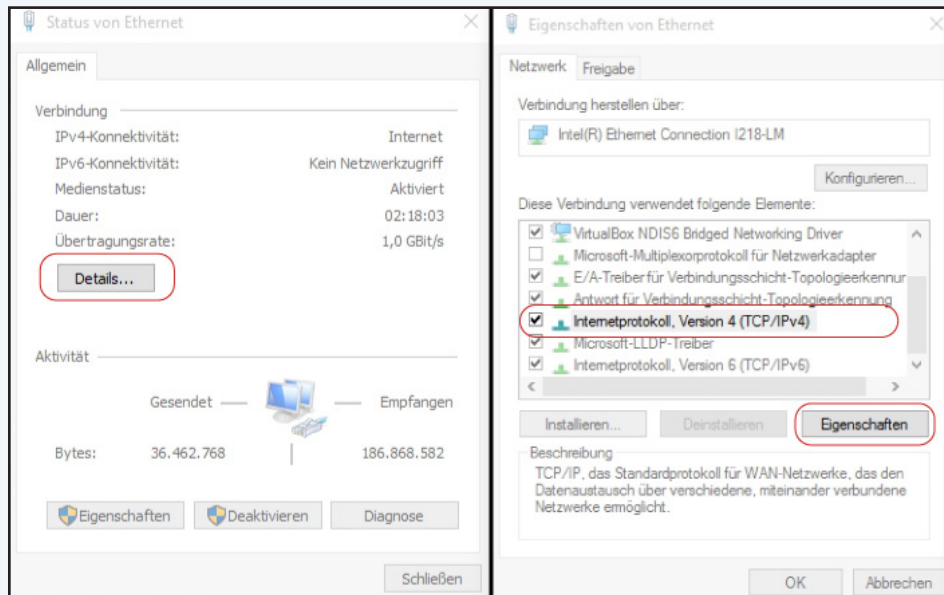 Status von Ethernet
Allgemein
Verbindung
IPv4-Konnektivität: Internet
IPv6-Konnektivität: Kein Netzwerkzugriff
Medienstatus: Aktiviert
Dauer: 02:18:03
Übertragungsrate: 1,0 GBit/s
Details...
Aktivität
Gesendet Empfangen
Bytes: 36.462.768 186.868.582
Eigenschaften Deaktivieren Diagnose
Schließen
Eigenschaften von Ethernet
Netzwerk Freigabe
Verbindung herstellen über:
Intel(R) Ethernet Connection I218-LM
Konfigurieren...
Diese Verbindung verwendet folgende Elemente:
VirtualBox NDIS6 Bridged Networking Driver
Microsoft-Multiplexorprotokoll für Netzwerkadapter
E/A-Treiber für Verbindungsschicht-Topologieerkennur
Antwort für Verbindungsschicht-Topologieerkennung
Internetprotokoll, Version 4 (TCP/IPv4)
Microsoft-LLDP-Treiber
Internetprotokoll, Version 6 (TCP/IPv6)
Installieren... Deinstallieren Eigenschaften
Beschreibung
TCP/IP, das Standardprotokoll für WAN-Netzwerke, das den
Datenaustausch über verschiedene, miteinander verbundene
Netzwerke ermöglicht.
OK Abbrechen